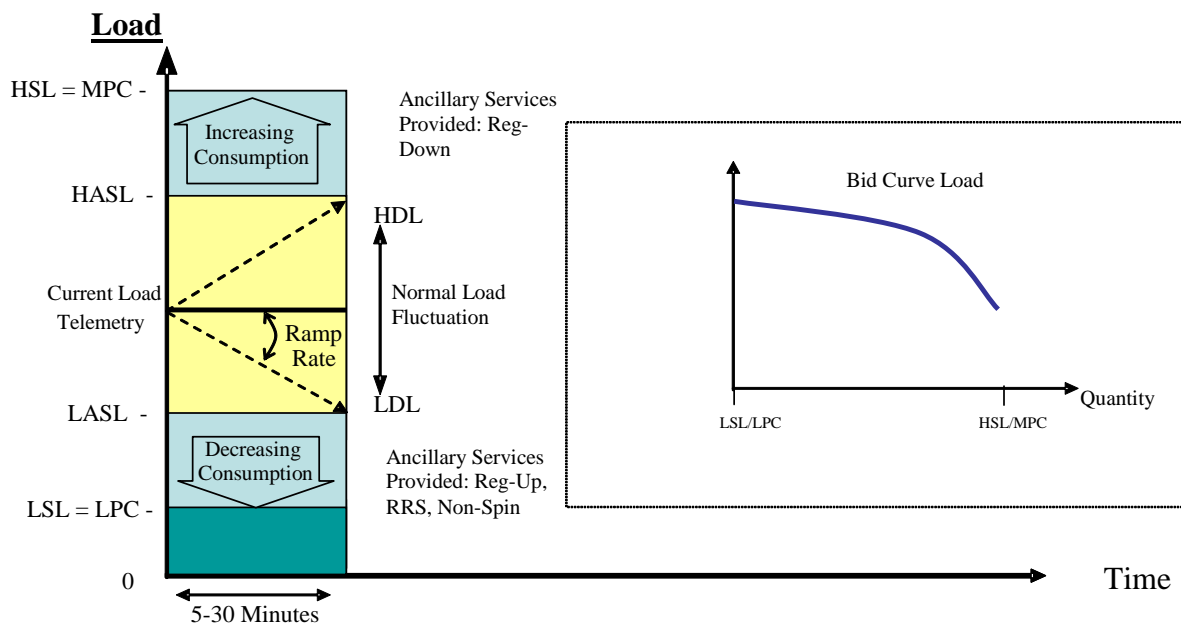 Load
HSL = MPC -
Increasing
Consumption
Ancillary Services
Provided: Reg-
Down
HASL -
HDL
Current Load
Telemetry
Normal Load
Fluctuation
Ramp
Rate
LASL -
LDL
Decreasing
Consumption
Ancillary Services
Provided: Reg-Up,
RRS, Non-Spin
LSL = LPC -
0
5-30 Minutes
Time
Bid Curve Load
Quantity
LSL/LPC
HSL/MPC